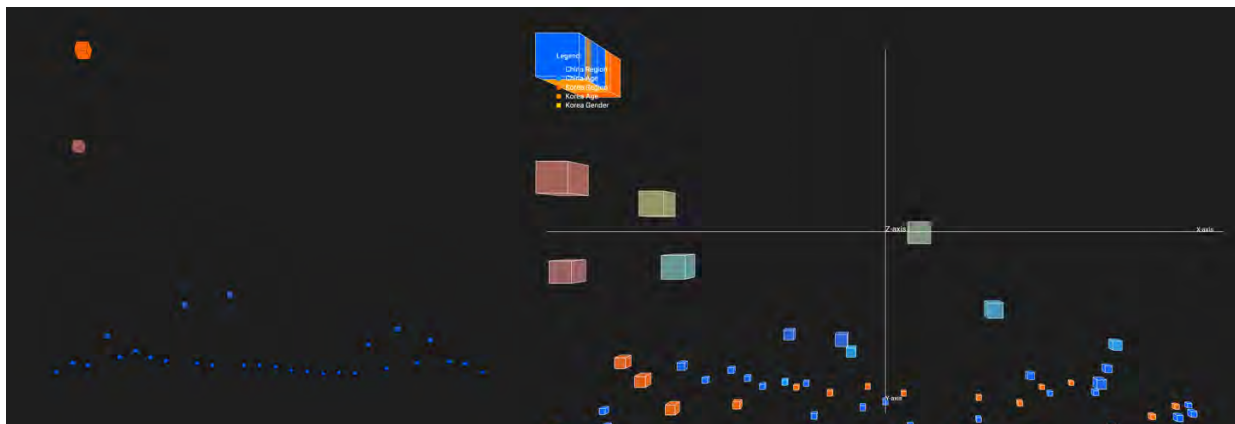 Legend:
China Region
China Age
Korea Region
Korea Age
Korea Gender
Z-axis
X axis
Y axis